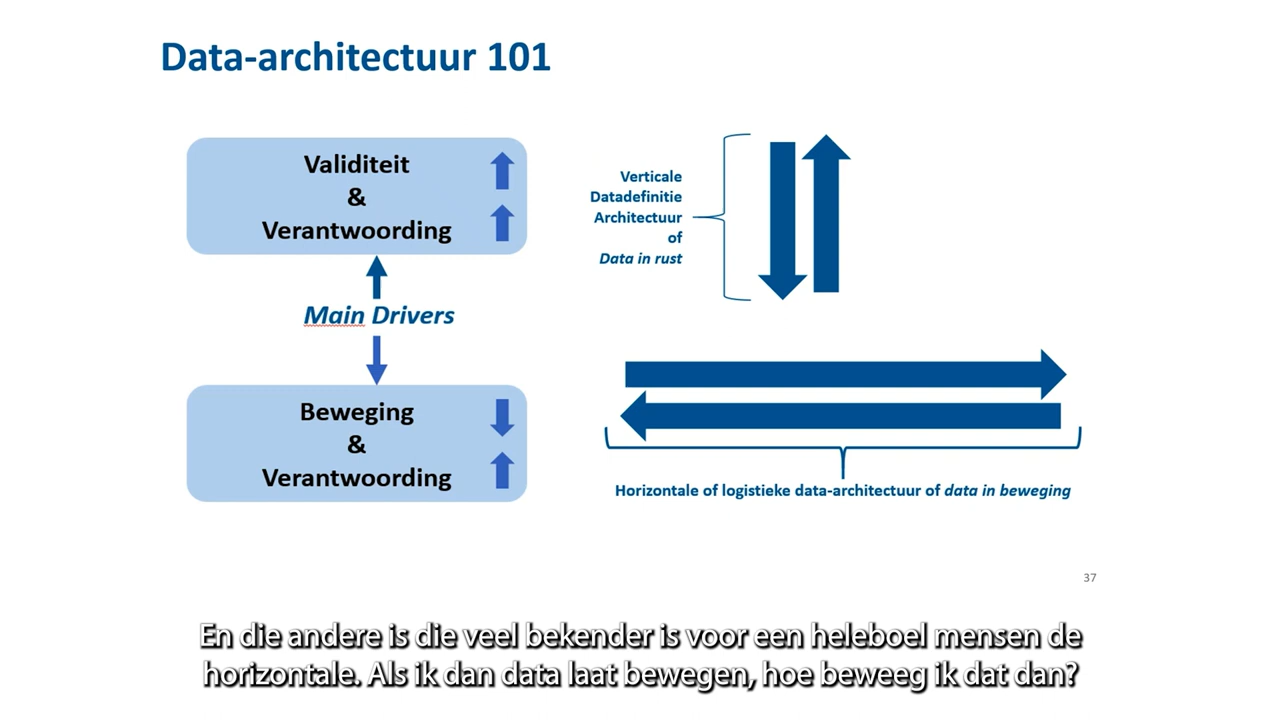 Data-architectuur 101
Validiteit
&
Verantwoording
Main Drivers
Beweging
&
Verantwoording
Verticale
Datadefinitie
Architectuur
of
Data in rust
Horizontale of logistieke data-architectuur of data in beweging
37
En die andere is die veel bekender is voor een heleboel mensen de
horizontale. Als ik dan data laat bewegen, hoe beweeg ik dat dan?